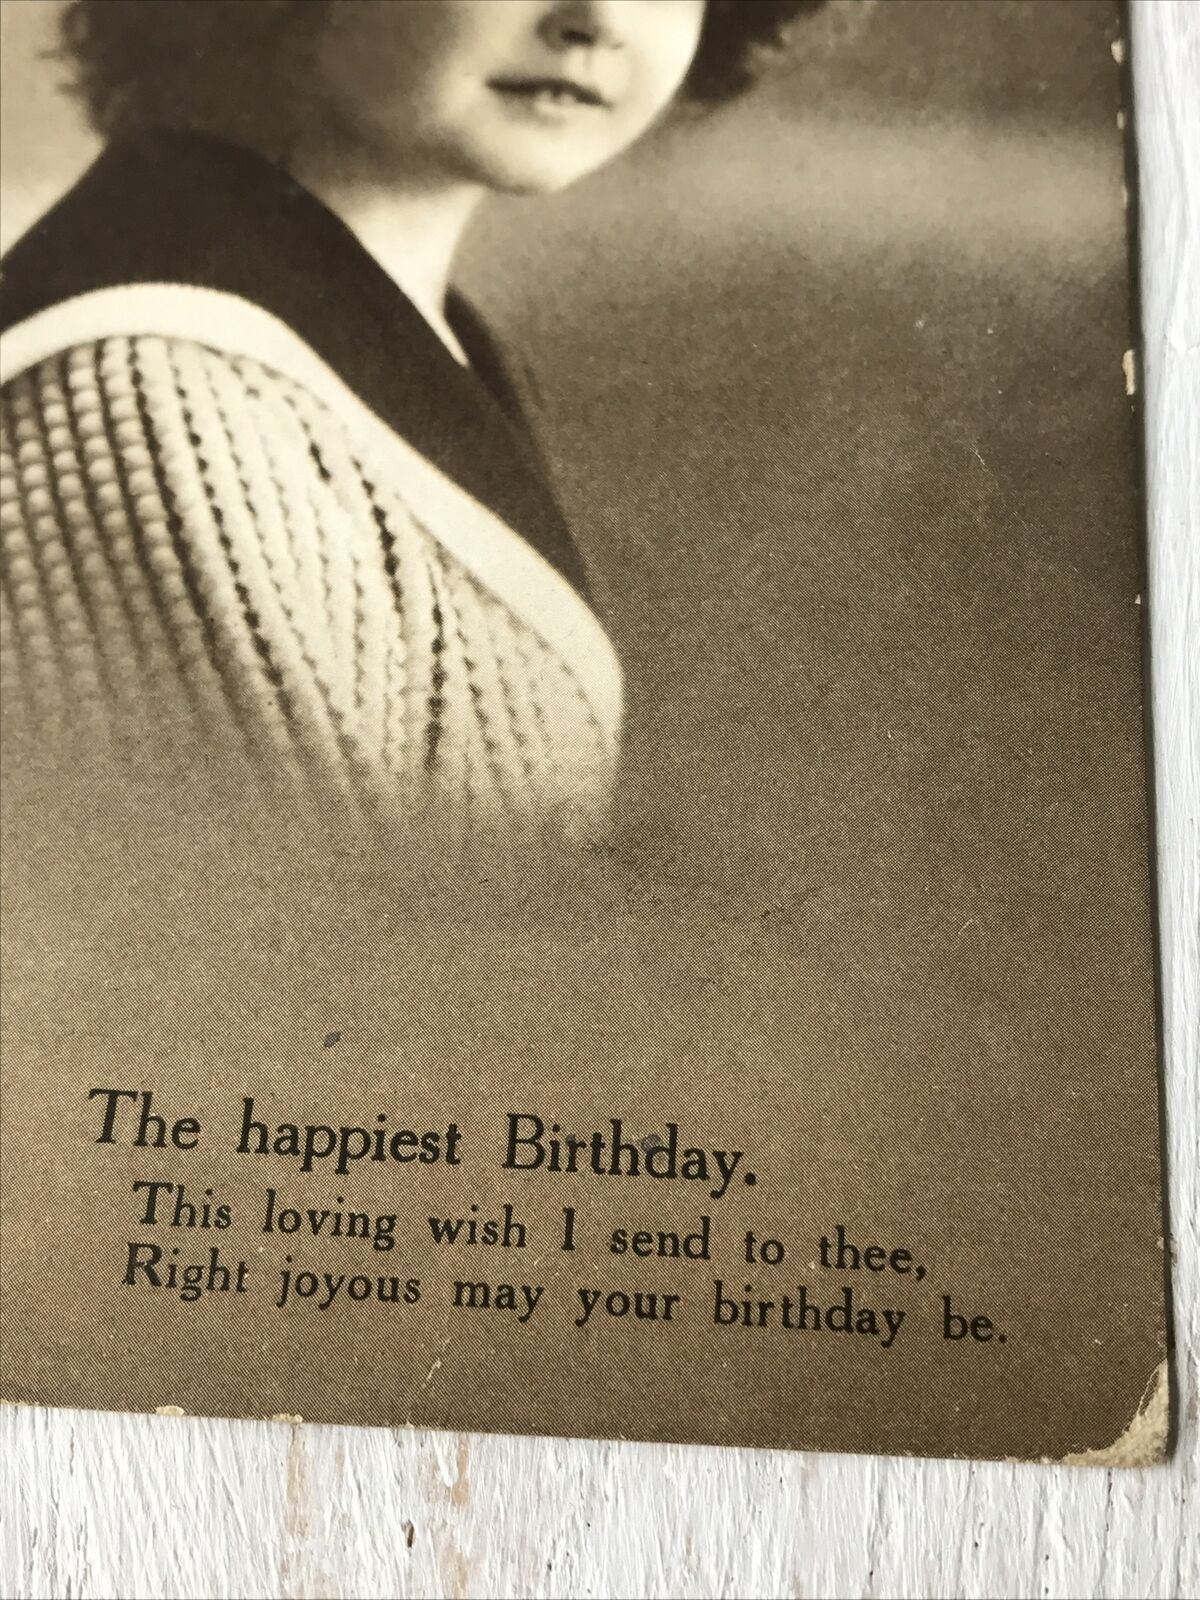 The happiest Birthday.
This loving wish I send to thee,
Right joyous may your birthday be.